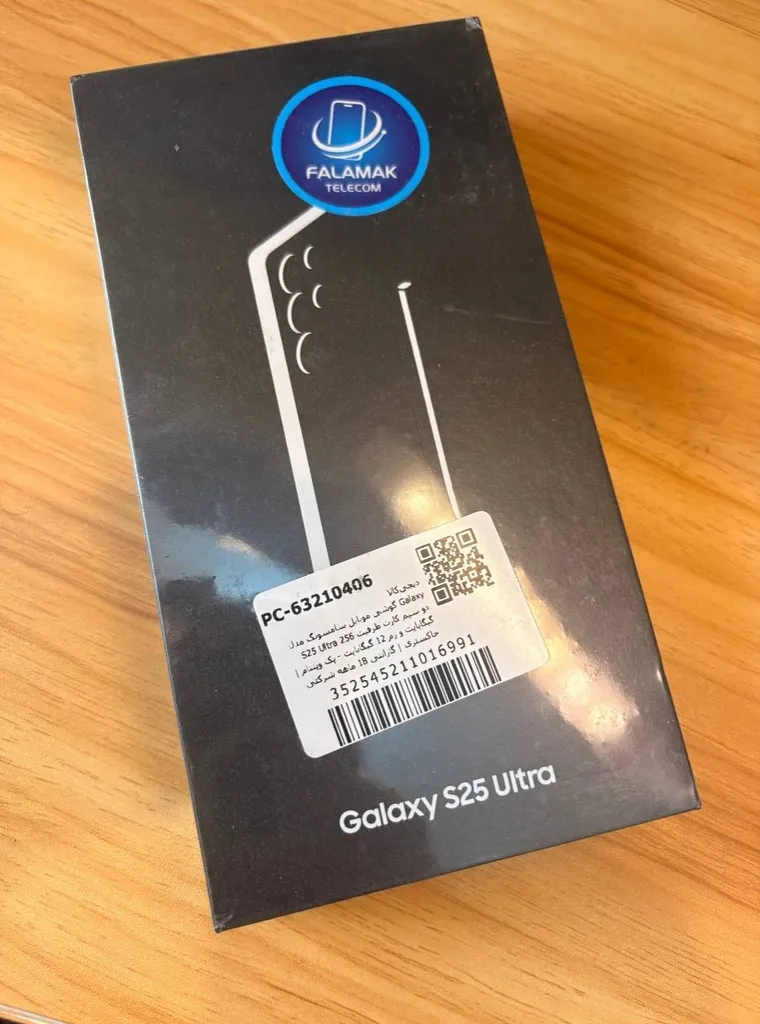 FALAMAK
TELECOM
PC-63210406
دیجی‌کالا
گوشی موبایل سامسونگ مدل Galaxy
S25 Ultra دو سیم کارت ظرفیت 256
گیگابایت و رم 12 گیگابایت - پک ویتنام |
خاکستری | گارانتی 18 ماهه شرکتی
352545211016991
Galaxy S25 Ultra